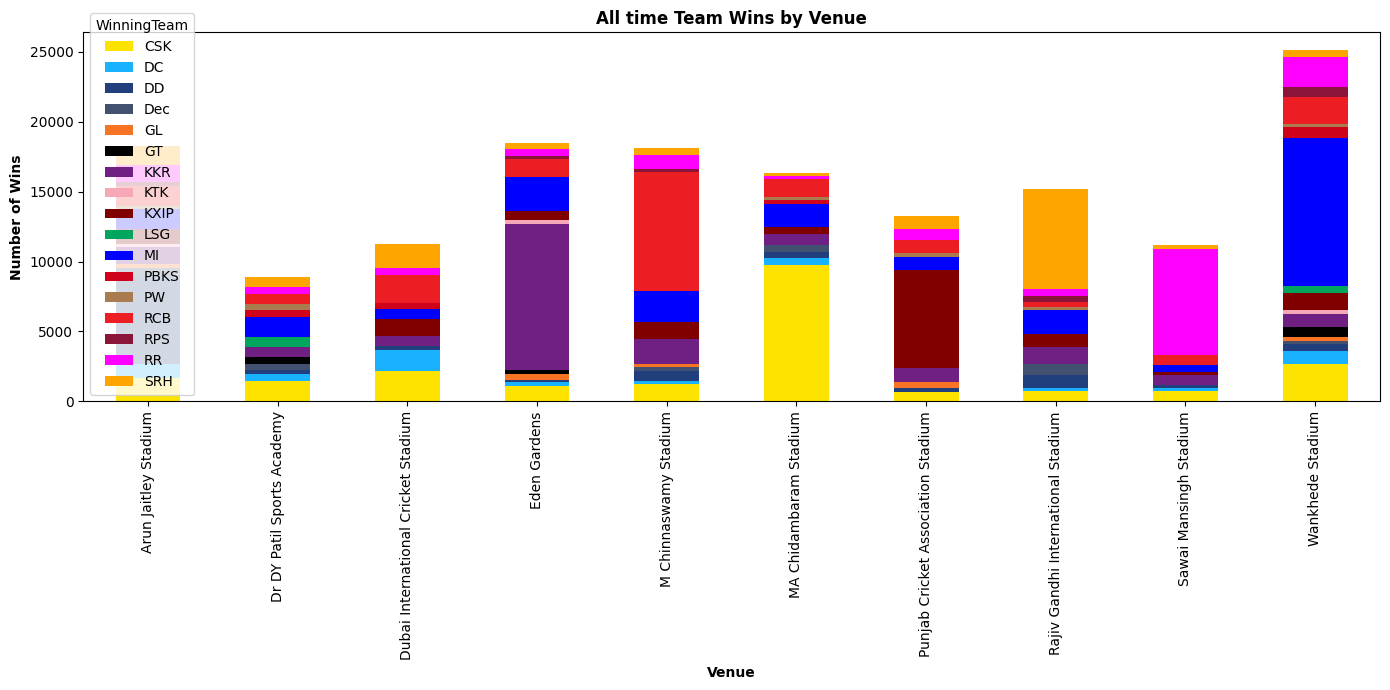 All time Team Wins by Venue
WinningTeam
CSK
DC
DD
Dec
GL
GT
KKR
KTK
KXIP
LSG
MI
PBKS
PW
RCB
RPS
RR
SRH
Number of Wins
25000
20000
15000
10000
5000
0
Arun Jaitley Stadium
Dr DY Patil Sports Academy
Dubai International Cricket Stadium
Eden Gardens
M Chinnaswamy Stadium
MA Chidambaram Stadium
Punjab Cricket Association Stadium
Rajiv Gandhi International Stadium
Sawai Mansingh Stadium
Wankhede Stadium
Venue